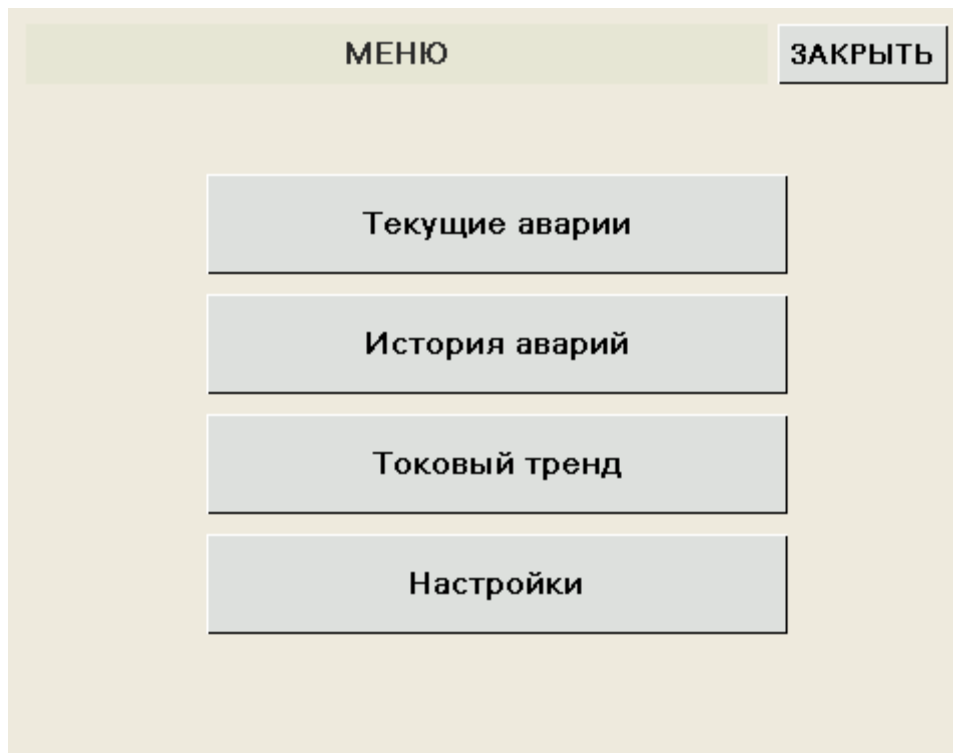 МЕНЮ
ЗАКРЫТЬ
Текущие аварии
История аварий
Токовый тренд
Настройки